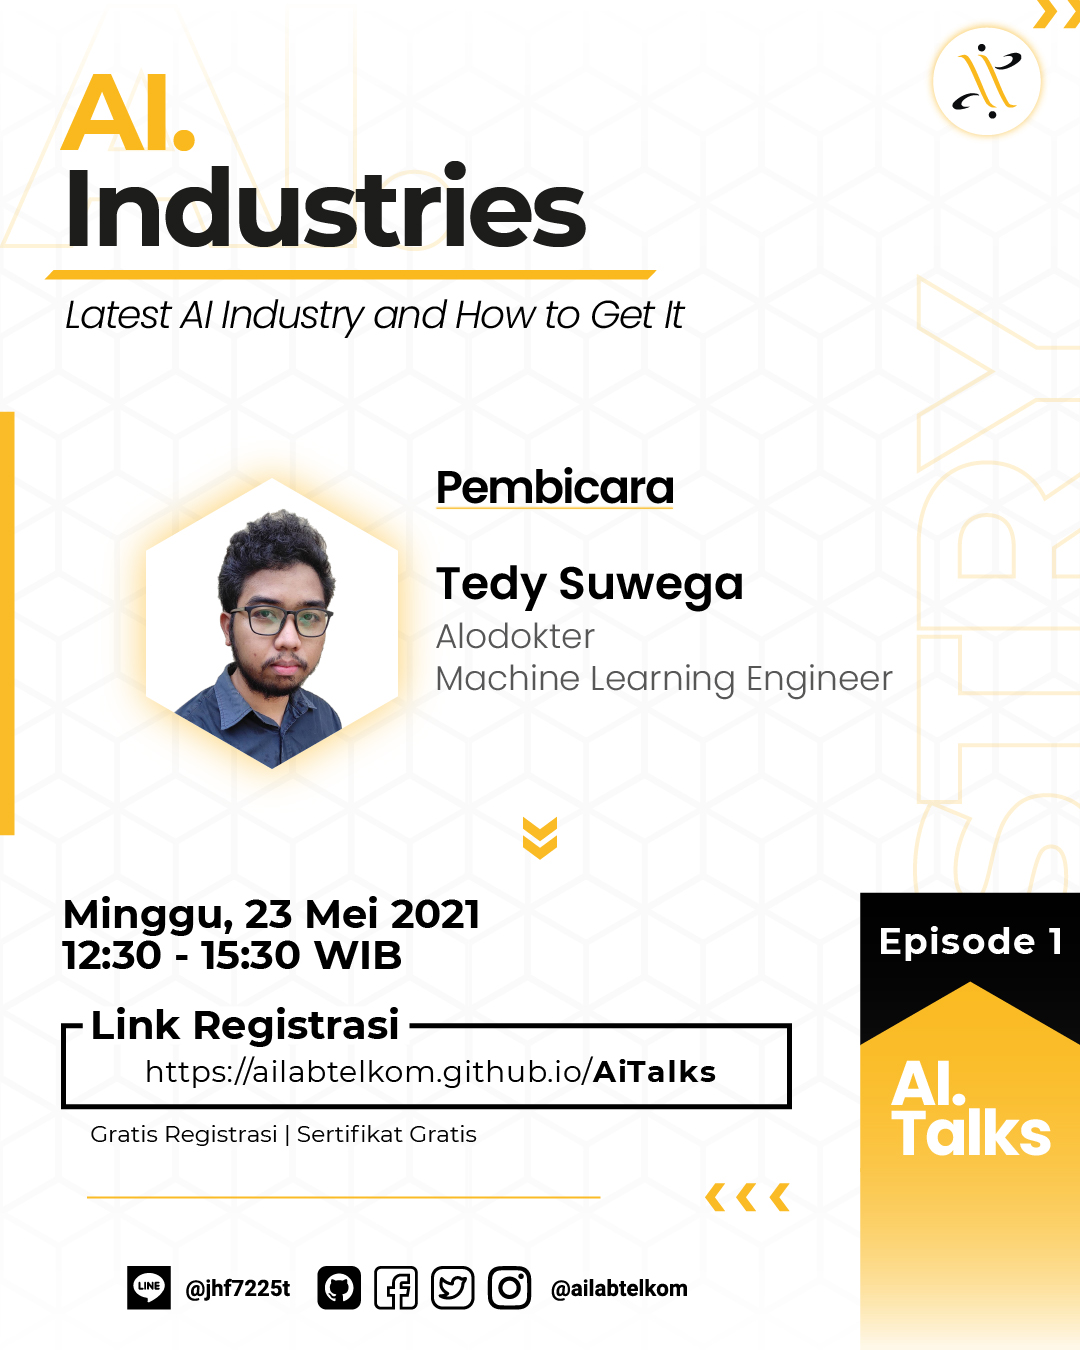 AI.
Industries
Latest AI Industry and How to Get It
Pembicara
Tedy Suwega
Alodokter
Machine Learning Engineer
STRY
Minggu, 23 Mei 2021
12:30 - 15:30 WIB
Link Registrasi
https://ailabtelkom.github.io/AiTalks
Gratis Registrasi | Sertifikat Gratis
Episode 1
AI.
Talks
LINE @jhf7225t @ailabtelkom